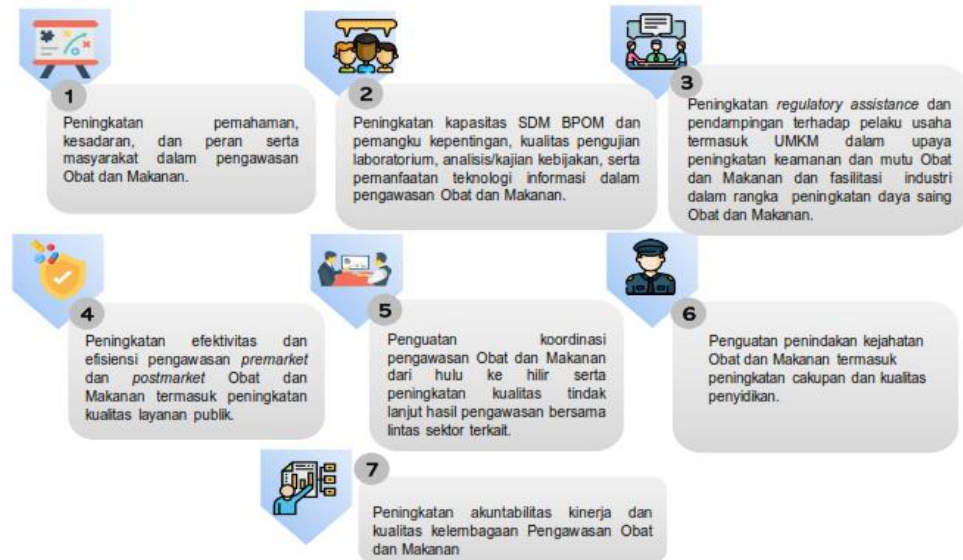 1
Peningkatan pemahaman,
kesadaran, dan peran serta
masyarakat dalam pengawasan
Obat dan Makanan.
2
Peningkatan kapasitas SDM BPOM dan
pemangku kepentingan, kualitas pengujian
laboratorium, analisis/kajian kebijakan, serta
pemanfaatan teknologi informasi dalam
pengawasan Obat dan Makanan.
3
Peningkatan regulatory assistance dan
pendampingan terhadap pelaku usaha
termasuk UMKM dalam upaya
peningkatan keamanan dan mutu Obat
dan Makanan dan fasilitasi industri
dalam rangka peningkatan daya saing
Obat dan Makanan.
4
Peningkatan efektivitas dan
efisiensi pengawasan premarket
dan postmarket Obat dan
Makanan termasuk peningkatan
kualitas layanan publik.
5
Penguatan koordinasi
pengawasan Obat dan Makanan
dari hulu ke hilir serta
peningkatan kualitas tindak
lanjut hasil pengawasan bersama
lintas sektor terkait.
6
Penguatan penindakan kejahatan
Obat dan Makanan termasuk
peningkatan cakupan dan kualitas
penyidikan.
7
Peningkatan akuntabilitas kinerja dan
kualitas kelembagaan Pengawasan Obat
dan Makanan